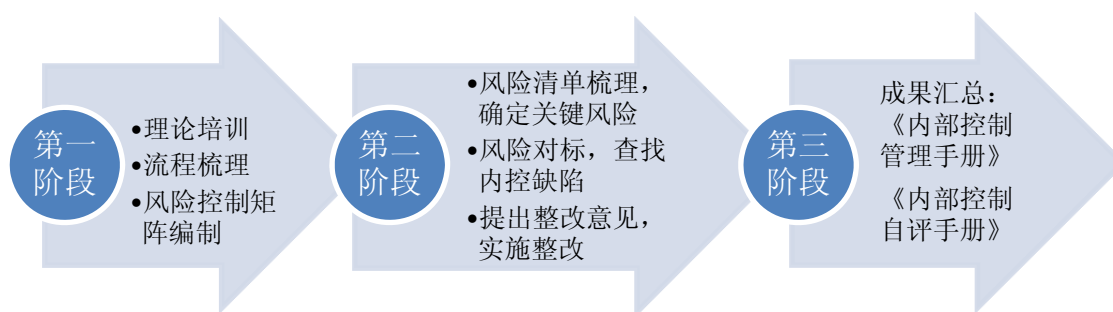 第一
阶段
•理论培训
•流程梳理
•风险控制矩
阵编制
第二
阶段
•风险清单梳理，
确定关键风险
•风险对标，查找
内控缺陷
•提出整改意见，
实施整改
第三
阶段
成果汇总：
《内部控制
管理手册》
《内部控制
自评手册》